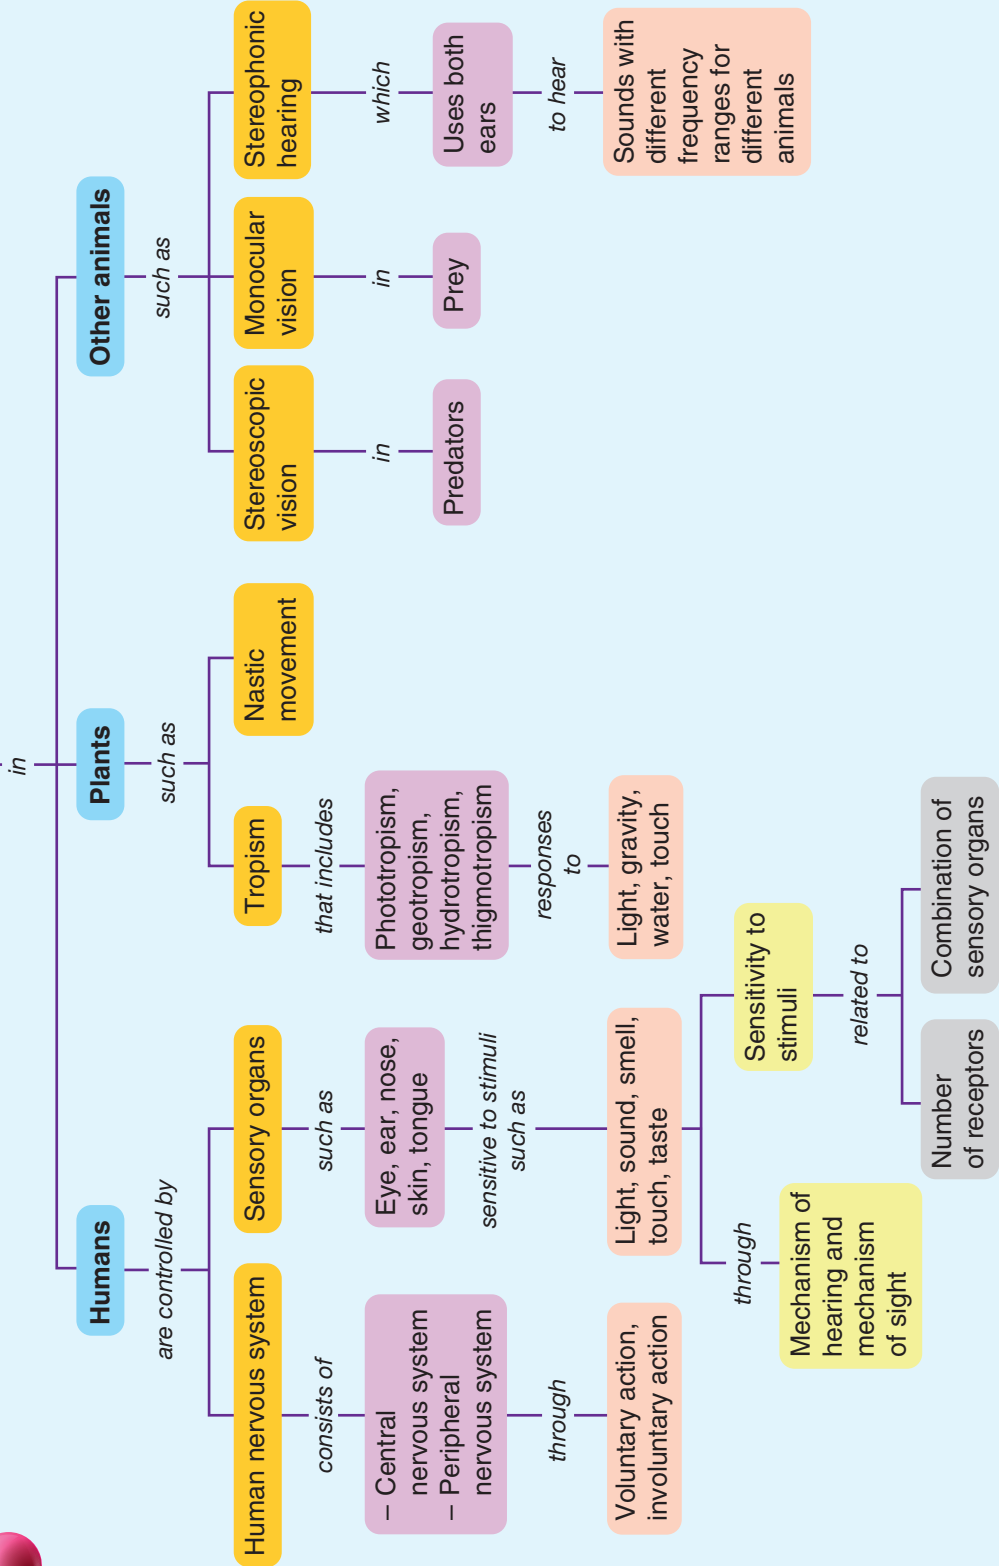 in
Humans
are controlled by
Human nervous system
consists of
– Central
nervous system
– Peripheral
nervous system
through
Voluntary action,
involuntary action
Sensory organs
such as
Eye, ear, nose,
skin, tongue
sensitive to stimuli
such as
Light, sound, smell,
touch, taste
through
Mechanism of
hearing and
mechanism
of sight
Sensitivity to
stimuli
related to
Number
of receptors
Combination of
sensory organs
Plants
such as
Tropism
that includes
Phototropism,
geotropism,
hydrotropism,
thigmotropism
responses
to
Light, gravity,
water, touch
Nastic
movement
Other animals
such as
Stereoscopic
vision
in
Predators
Monocular
vision
in
Prey
Stereophonic
hearing
which
Uses both
ears
to hear
Sounds with
different
frequency
ranges for
different
animals